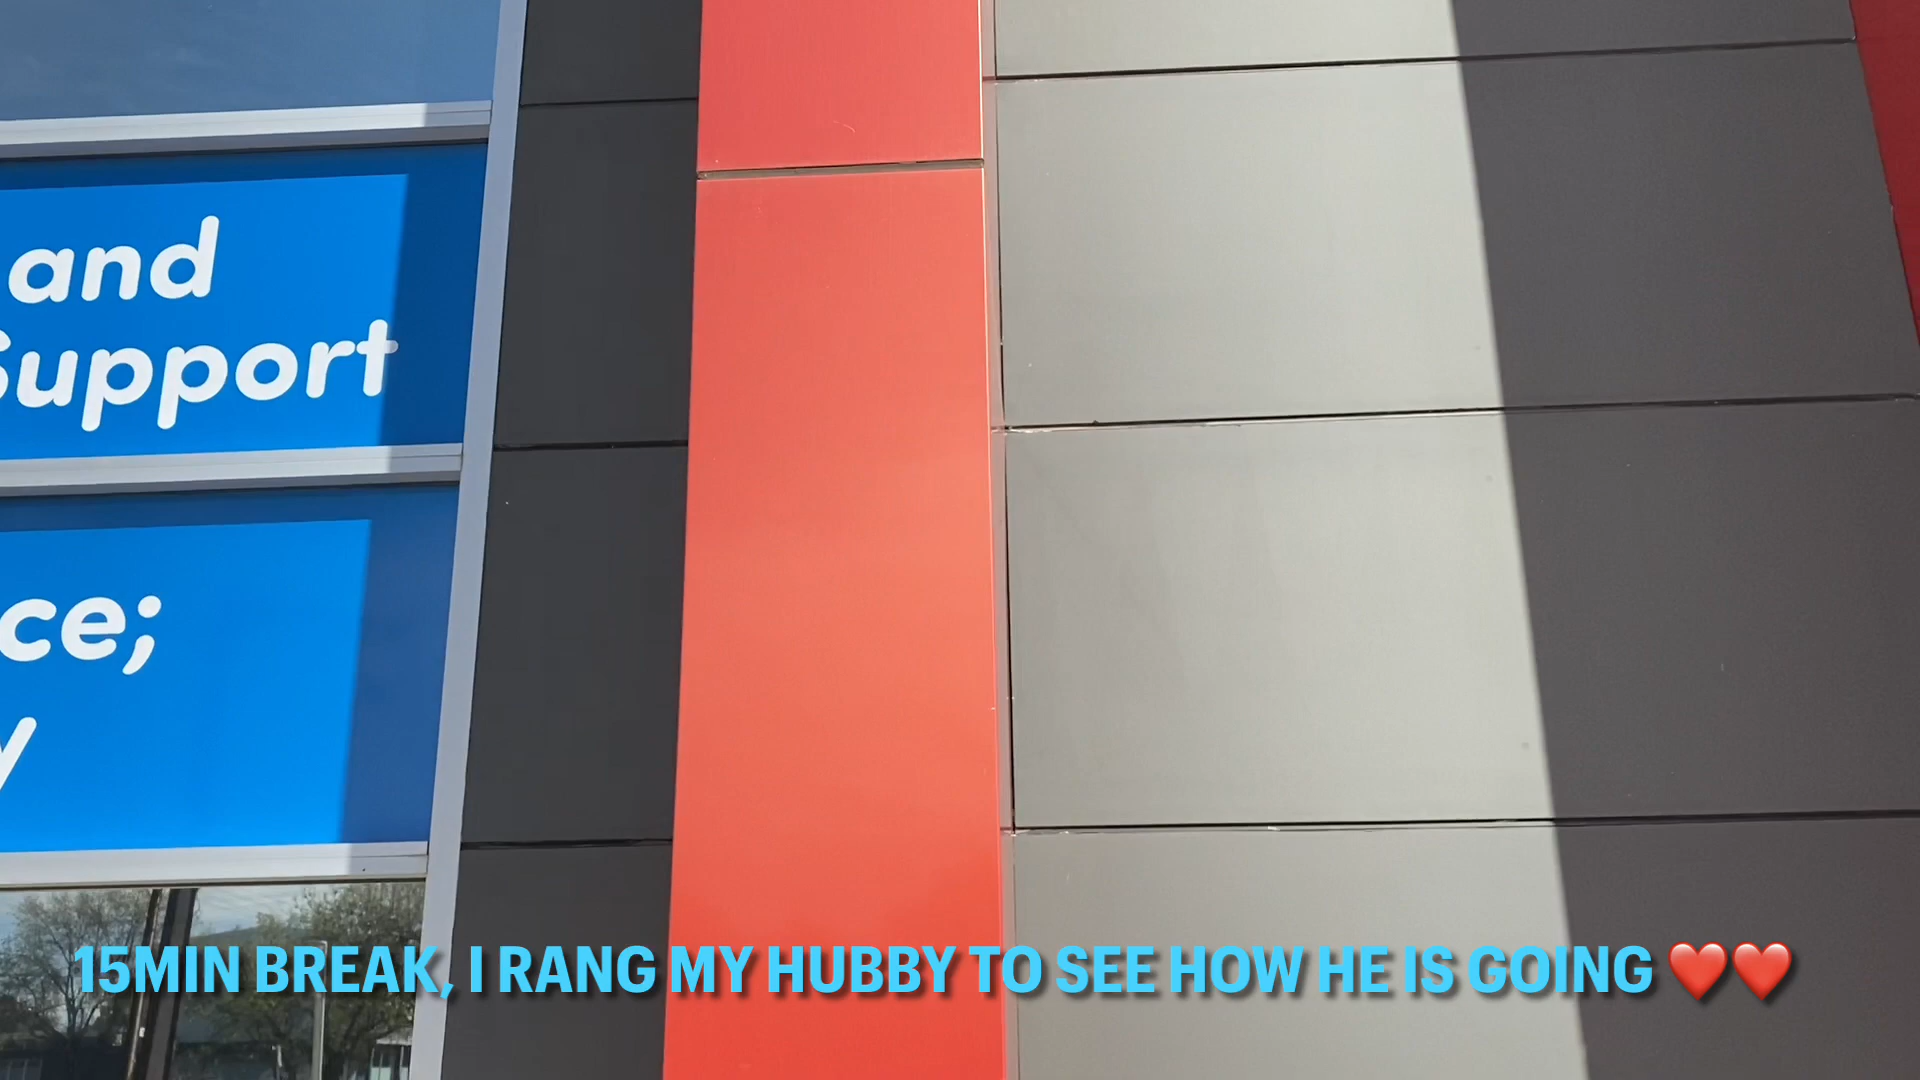 and
Support
ce;
y
15MIN BREAK, I RANG MY HUBBY TO SEE HOW HE IS GOING ❤️❤️